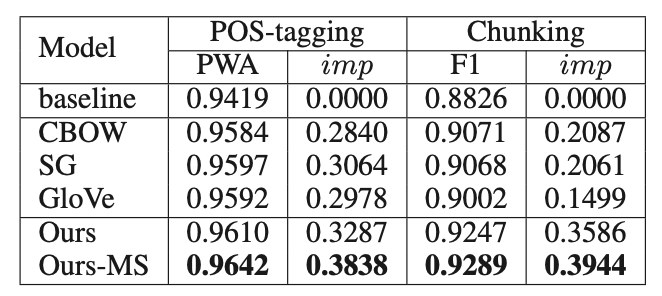 Model POS-tagging Chunking
PWA imp F1 imp
baseline 0.9419 0.0000 0.8826 0.0000
CBOW 0.9584 0.2840 0.9071 0.2087
SG 0.9597 0.3064 0.9068 0.2061
GloVe 0.9592 0.2978 0.9002 0.1499
Ours 0.9610 0.3287 0.9247 0.3586
Ours-MS 0.9642 0.3838 0.9289 0.3944